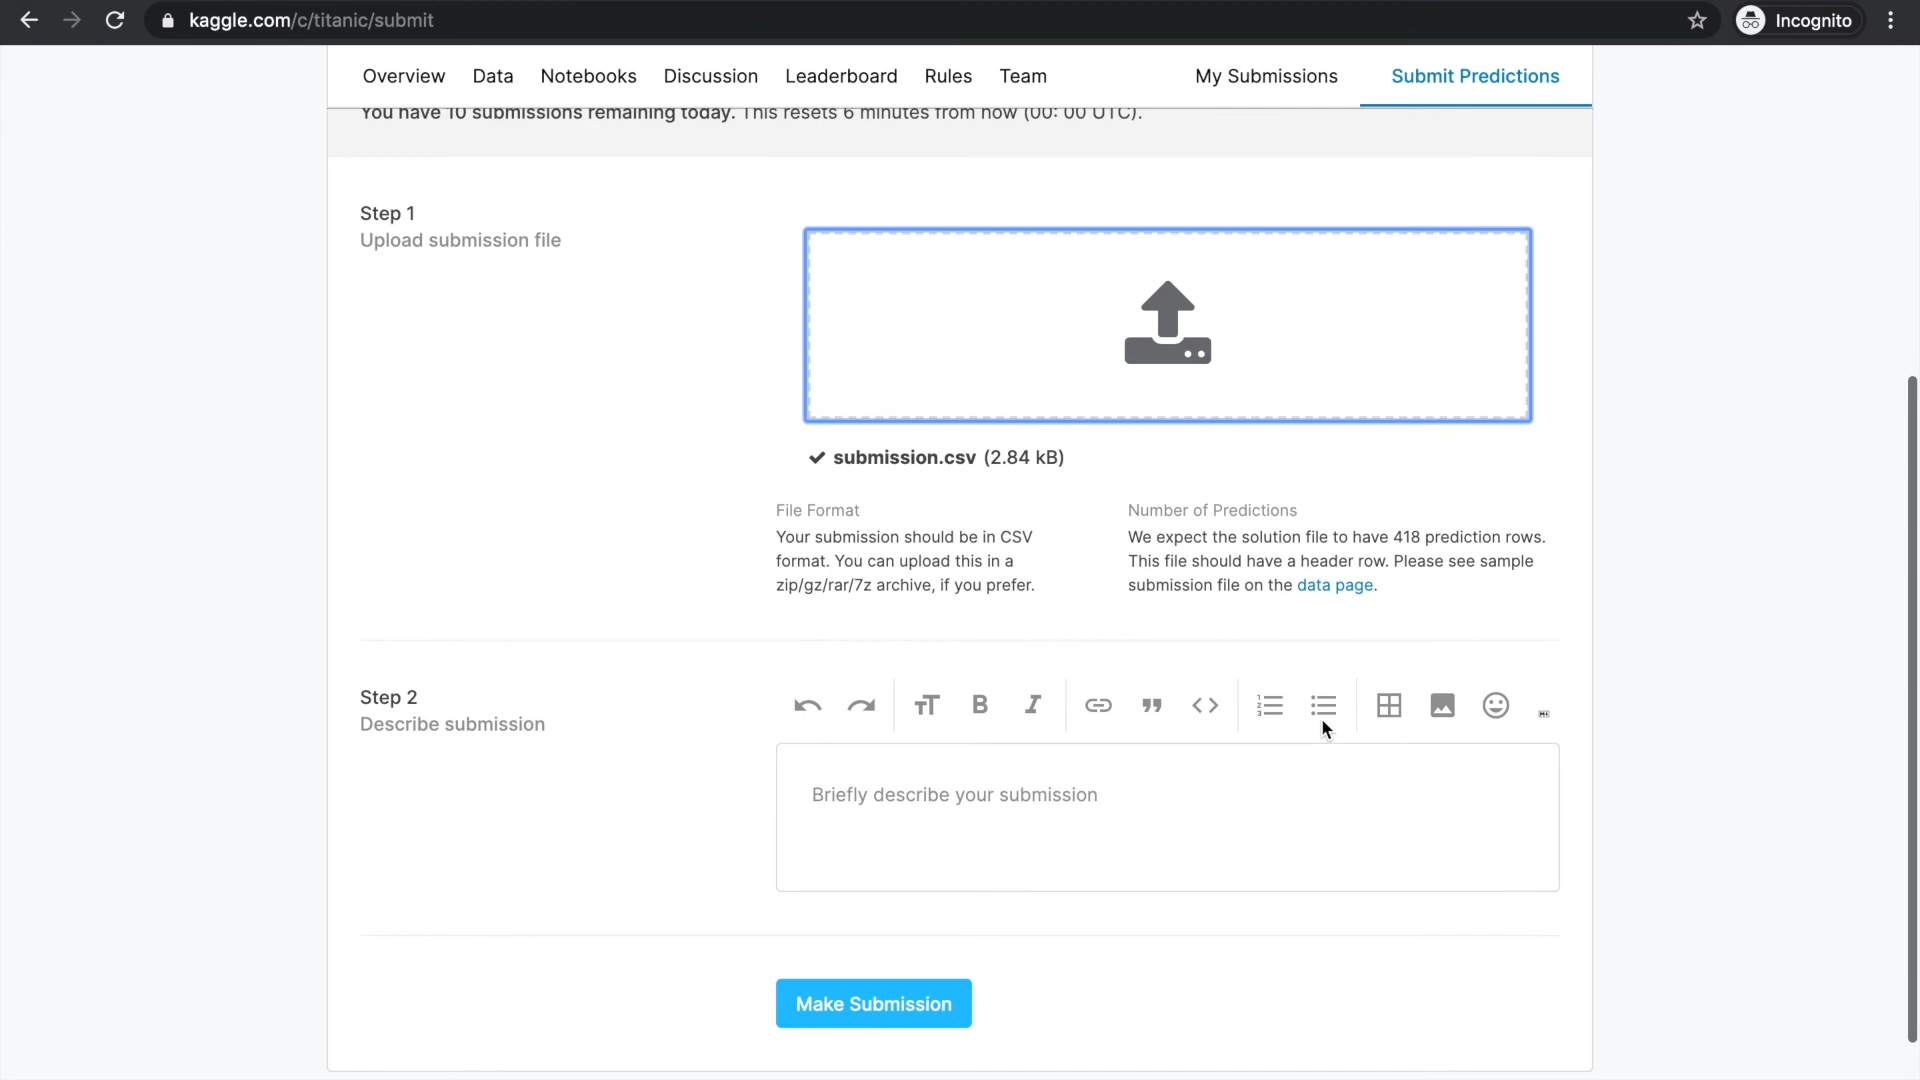 kaggle.com/c/titanic/submit
Incognito
Overview Data Notebooks Discussion Leaderboard Rules Team My Submissions Submit Predictions
You have 10 submissions remaining today. This resets 6 minutes from now (00: 00 UTC).
Step 1
Upload submission file
submission.csv (2.84 kB)
File Format
Your submission should be in CSV
format. You can upload this in a
zip/gz/rar/7z archive, if you prefer.
Number of Predictions
We expect the solution file to have 418 prediction rows.
This file should have a header row. Please see sample
submission file on the data page.
Step 2
Describe submission
Briefly describe your submission
Make Submission